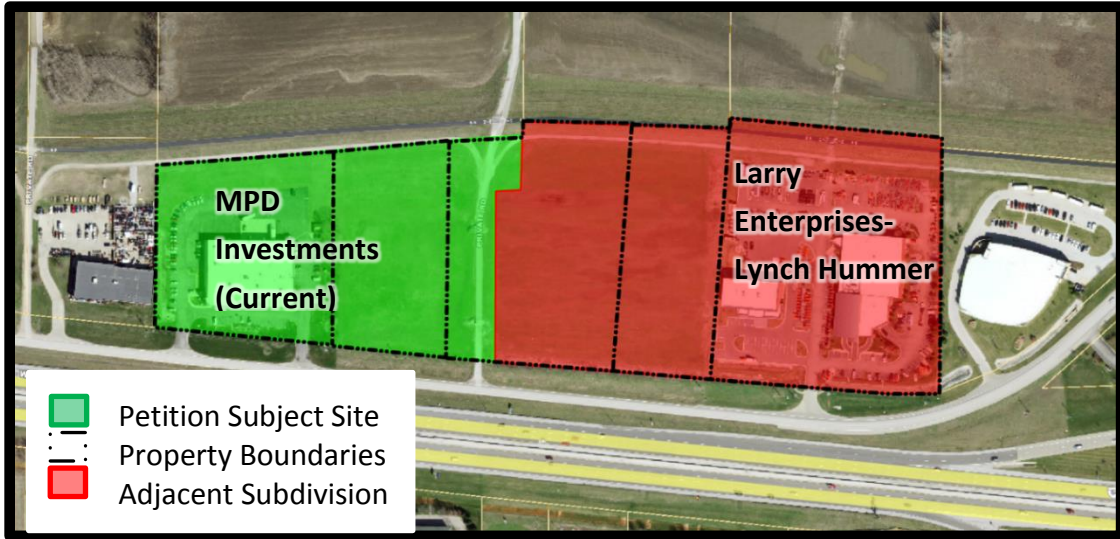 MPD
Investments
(Current)
Larry
Enterprises-
Lynch Hummer
Petition Subject Site
Property Boundaries
Adjacent Subdivision